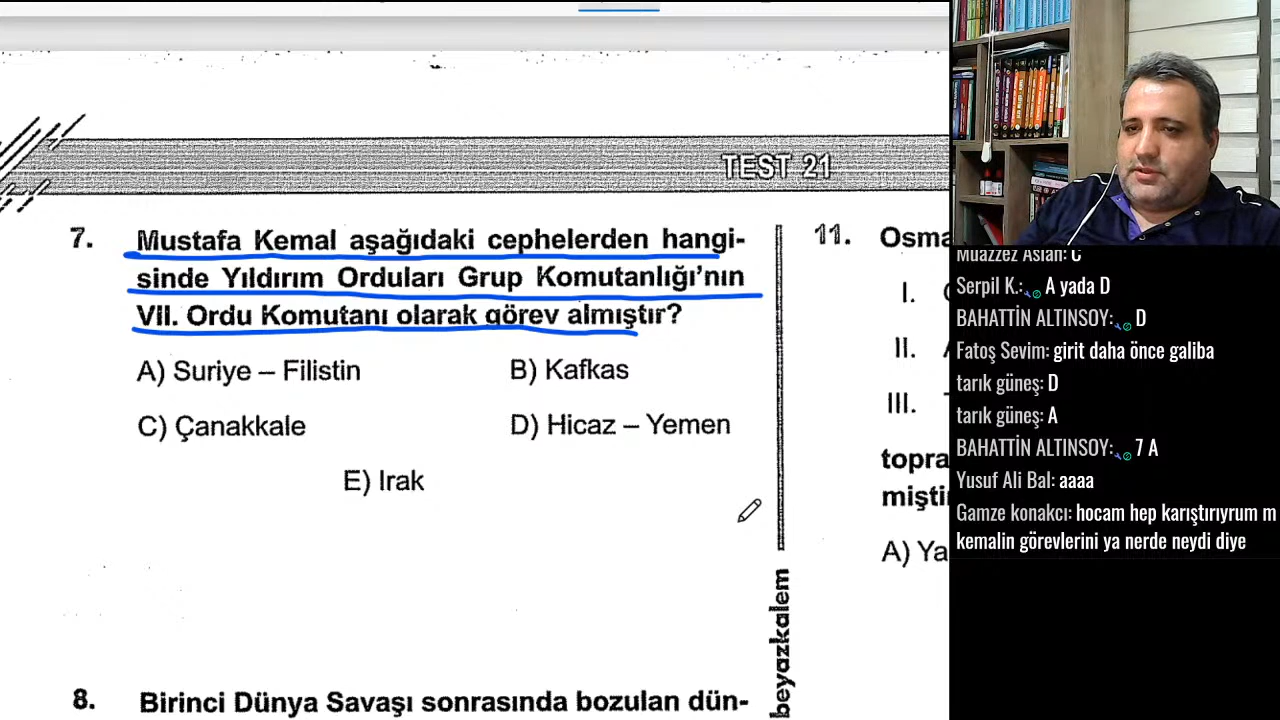 TEST 21
7. Mustafa Kemal aşağıdaki cephelerden hangi-
sinde Yıldırım Orduları Grup Komutanlığı'nın
VII. Ordu Komutanı olarak görev almıştır?
A) Suriye – Filistin
B) Kafkas
C) Çanakkale
D) Hicaz – Yemen
E) Irak
8. Birinci Dünya Savaşı sonrasında bozulan dün-
beyazkalem
11. Osma
I.
II.
III.
topra
mişti
A) Ya
Muazzez Aslan: C
Serpil K.: A yada D
BAHATTİN ALTINSOY: D
Fatoş Sevim: girit daha önce galiba
tarık güneş: D
tarık güneş: A
BAHATTİN ALTINSOY: 7 A
Yusuf Ali Bal: aaaa
Gamze konakcı: hocam hep karıştırıyrum m
kemalin görevlerini ya nerde neydi diye